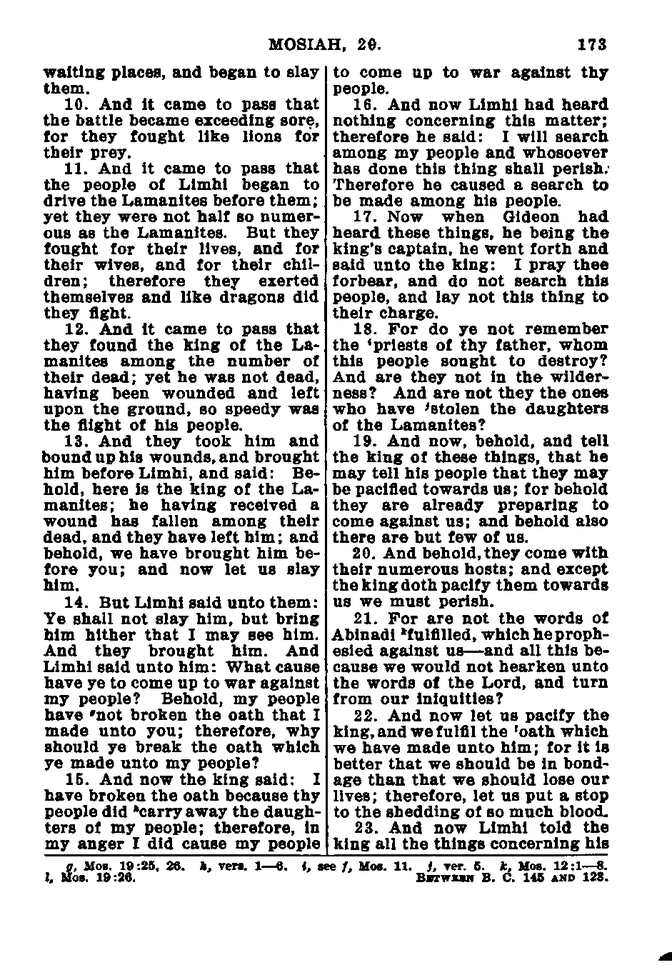 MOSIAH, 20. 173
waiting places, and began to slay
them.
10. And it came to pass that
the battle became exceeding sore,
for they fought like lions for
their prey.
11. And it came to pass that
the people of Limhi began to
drive the Lamanites before them;
yet they were not half so numer-
ous as the Lamanites. But they
fought for their lives, and for
their wives, and for their chil-
dren; therefore they exerted
themselves and like dragons did
they fight.
12. And it came to pass that
they found the king of the La-
manites among the number of
their dead; yet he was not dead,
having been wounded and left
upon the ground, so speedy was
the flight of his people.
13. And they took him and
bound up his wounds, and brought
him before Limhi, and said: Be-
hold, here is the king of the La-
manites; he having received a
wound has fallen among their
dead, and they have left him; and
behold, we have brought him be-
fore you; and now let us slay
him.
14. But Limhi said unto them:
Ye shall not slay him, but bring
him hither that I may see him.
And they brought him. And
Limhi said unto him: What cause
have ye to come up to war against
my people? Behold, my people
have gnot broken the oath that I
made unto you; therefore, why
should ye break the oath which
ye made unto my people?
15. And now the king said: I
have broken the oath because thy
people did hcarry away the daugh-
ters of my people; therefore, in
my anger I did cause my people
to come up to war against thy
people.
16. And now Limhi had heard
nothing concerning this matter;
therefore he said: I will search
among my people and whosoever
has done this thing shall perish.
Therefore he caused a search to
be made among his people.
17. Now when Gideon had
heard these things, he being the
king's captain, he went forth and
said unto the king: I pray thee
forbear, and do not search this
people, and lay not this thing to
their charge.
18. For do ye not remember
the ipriests of thy father, whom
this people sought to destroy?
And are they not in the wilder-
ness? And are not they the ones
who have jstolen the daughters
of the Lamanites?
19. And now, behold, and tell
the king of these things, that he
may tell his people that they may
be pacified towards us; for behold
they are already preparing to
come against us; and behold also
there are but few of us.
20. And behold, they come with
their numerous hosts; and except
the king doth pacify them towards
us we must perish.
21. For are not the words of
Abinadi kfulfilled, which he proph-
esied against us—and all this be-
cause we would not hearken unto
the words of the Lord, and turn
from our iniquities?
22. And now let us pacify the
king, and we fulfil the loath which
we have made unto him; for it is
better that we should be in bond-
age than that we should lose our
lives; therefore, let us put a stop
to the shedding of so much blood.
23. And now Limhi told the
king all the things concerning his
g, Mos. 19:25, 26. h, vers. 1—6. i, see f, Mos. 11. j, ver. 5. k, Mos. 12:1—8.
l, Mos. 19:26. BETWEEN B. C. 145 AND 123.